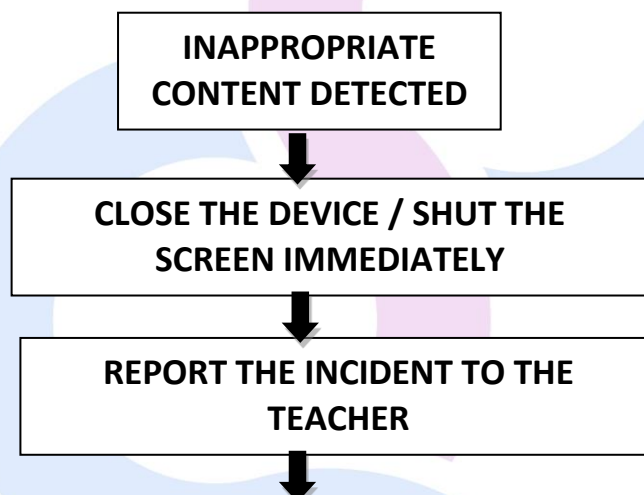 INAPPROPRIATE
CONTENT DETECTED
CLOSE THE DEVICE / SHUT THE
SCREEN IMMEDIATELY
REPORT THE INCIDENT TO THE
TEACHER